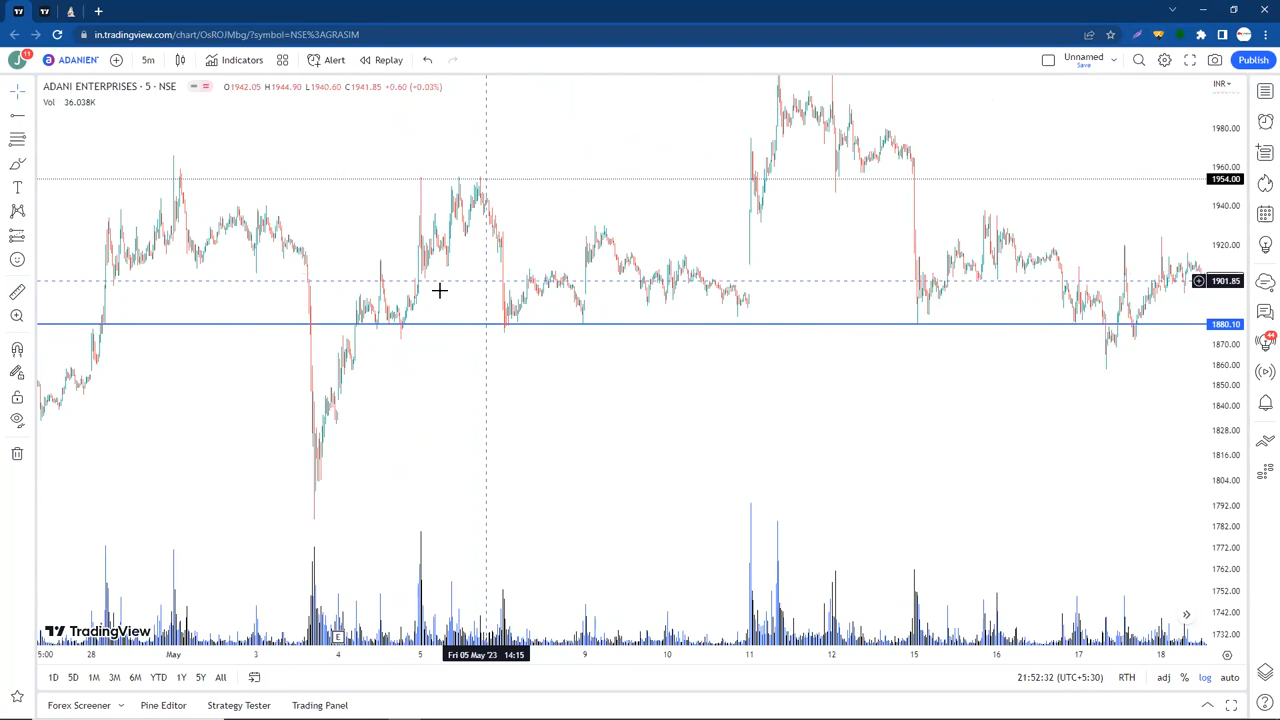 in.tradingview.com/chart/OsROJMbg/?symbol=NSE%3AGRASIM
J 11 ADANIEN 5m Indicators Alert Replay Unnamed Save Publish
ADANI ENTERPRISES · 5 · NSE O1942.05 H1944.90 L1940.60 C1941.85 +0.60 (+0.03%) INR
Vol 36.038K
1980.00
1960.00
1954.00
1940.00
1920.00
1901.85
1880.10
1870.00
1860.00
1850.00
1840.00
1828.00
1816.00
1804.00
1792.00
1782.00
1772.00
1762.00
1752.00
1742.00
1732.00
44
TradingView
E
5:00 28 May 3 4 5 Fri 05 May '23 14:15 9 10 11 12 15 16 17 18
1D 5D 1M 3M 6M YTD 1Y 5Y All 21:52:32 (UTC+5:30) RTH adj % log auto
Forex Screener Pine Editor Strategy Tester Trading Panel